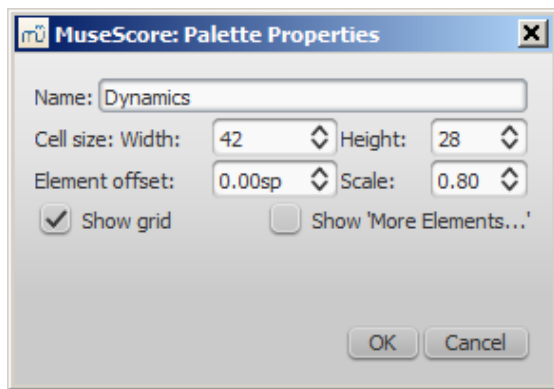 mü MuseScore: Palette Properties
Name: Dynamics
Cell size: Width: 42 Height: 28
Element offset: 0.00sp Scale: 0.80
Show grid Show 'More Elements...'
OK Cancel